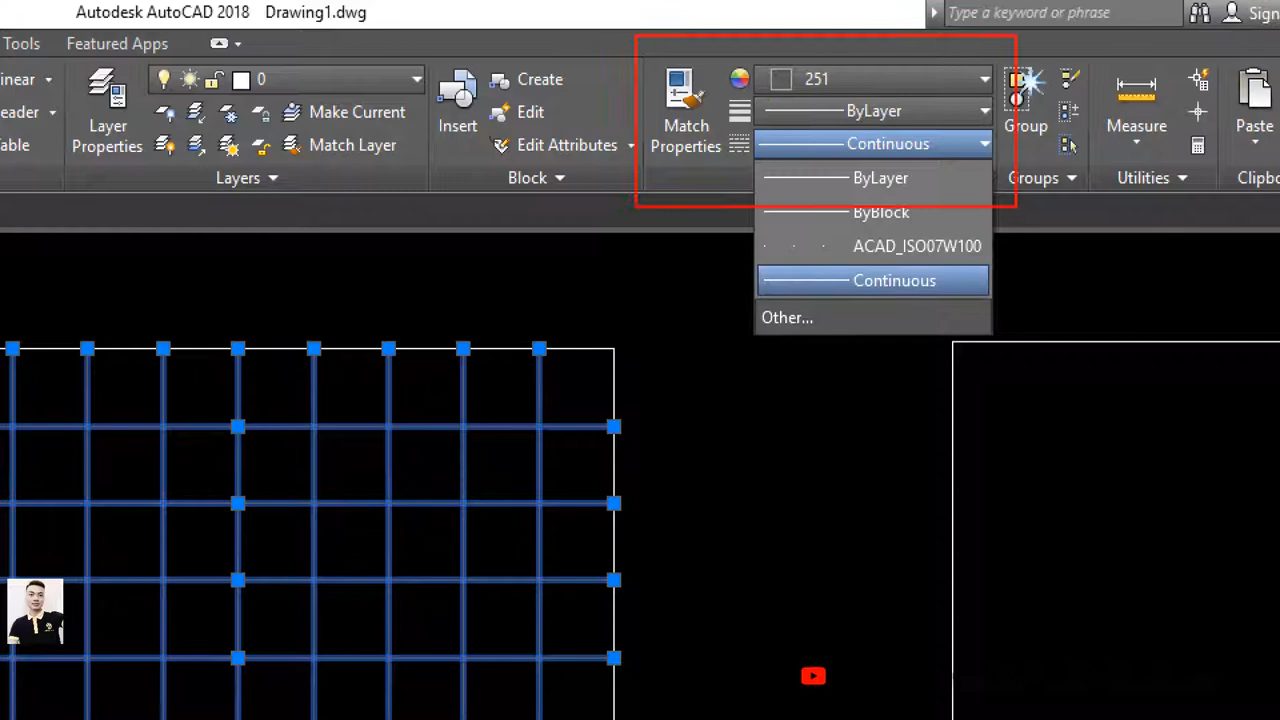 Autodesk AutoCAD 2018 Drawing1.dwg
Type a keyword or phrase
Sign
Tools Featured Apps
inear
eader
able
Layer
Properties
0
Make Current
Match Layer
Layers
Insert
Create
Edit
Edit Attributes
Block
Match
Properties
251
ByLayer
Continuous
ByLayer
ByBlock
ACAD_ISO07W100
Continuous
Other...
Group
Groups
Measure
Utilities
Paste
Clipb